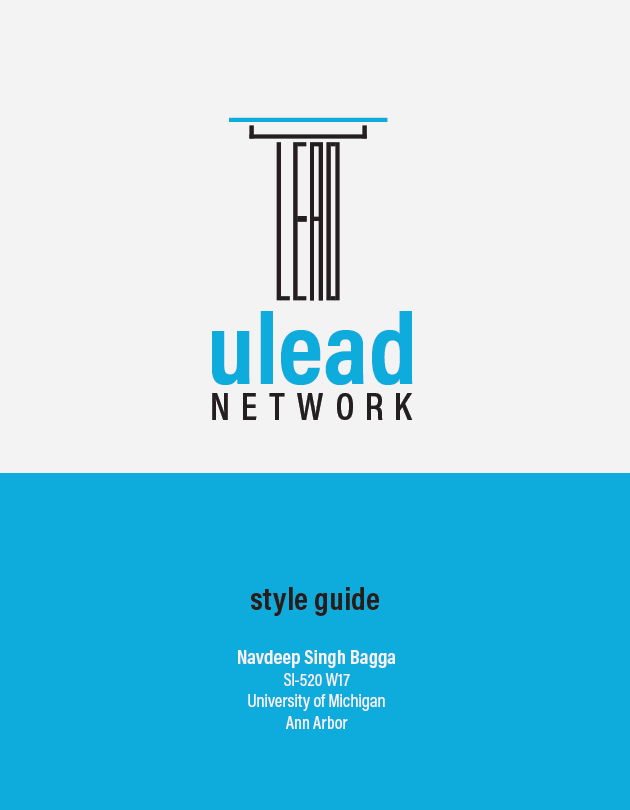 LEAD
ulead
NETWORK
style guide
Navdeep Singh Bagga
SI-520 W17
University of Michigan
Ann Arbor